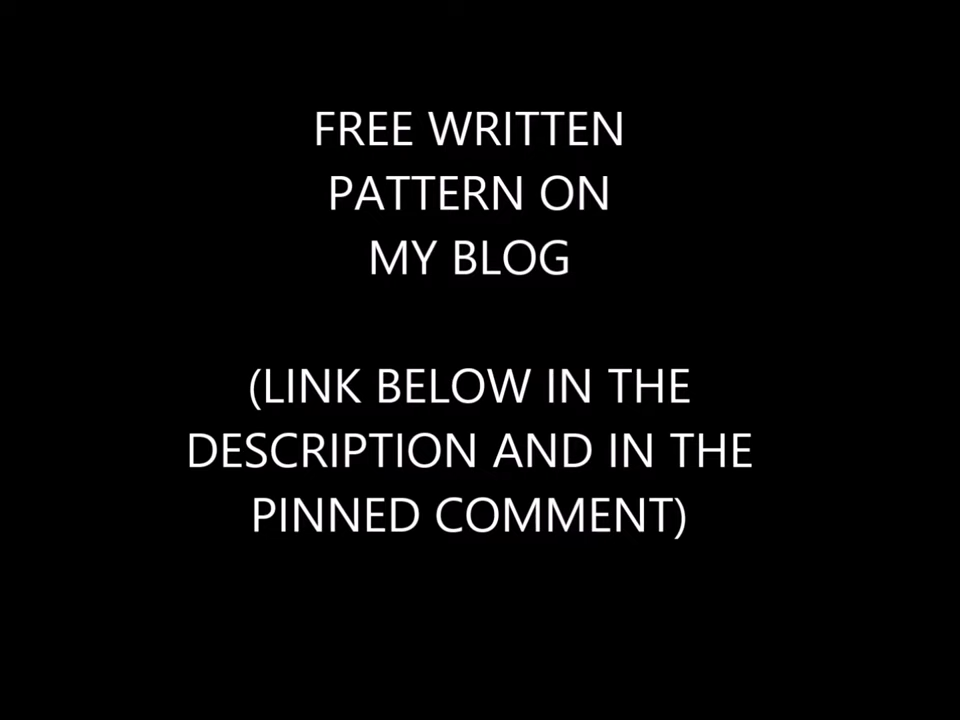 FREE WRITTEN
PATTERN ON
MY BLOG
(LINK BELOW IN THE
DESCRIPTION AND IN THE
PINNED COMMENT)